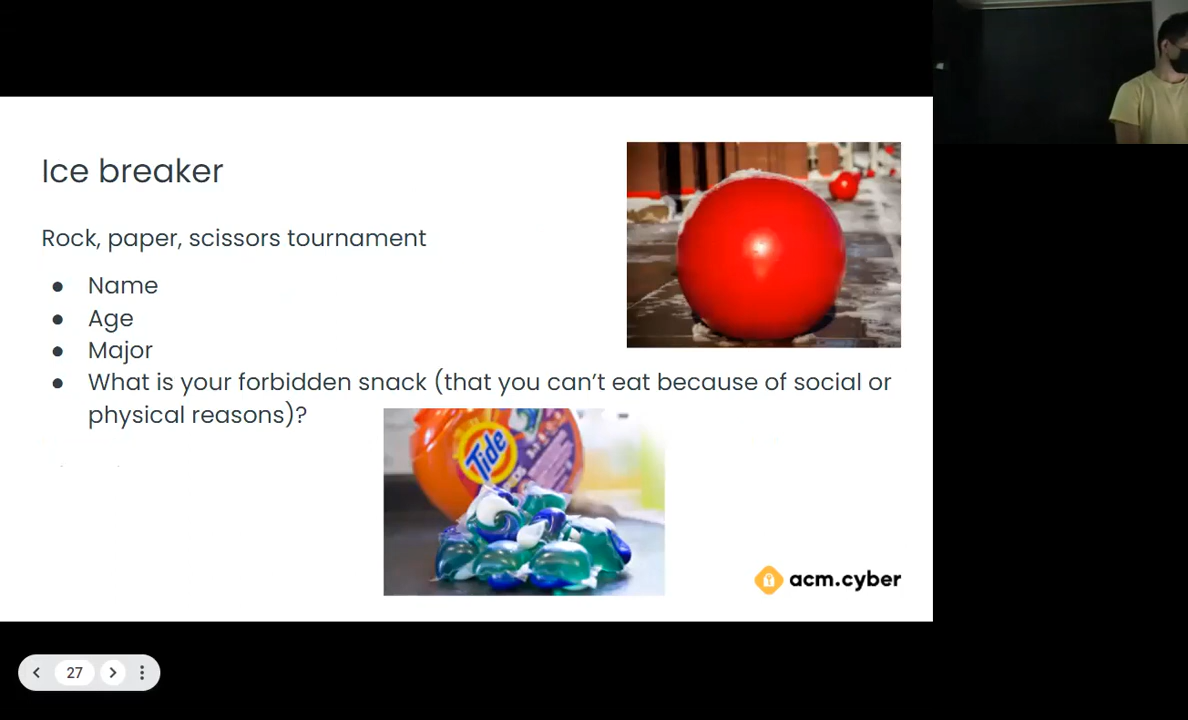 Ice breaker
Rock, paper, scissors tournament
● Name
● Age
● Major
● What is your forbidden snack (that you can't eat because of social or
physical reasons)?
Tide
acm.cyber
27